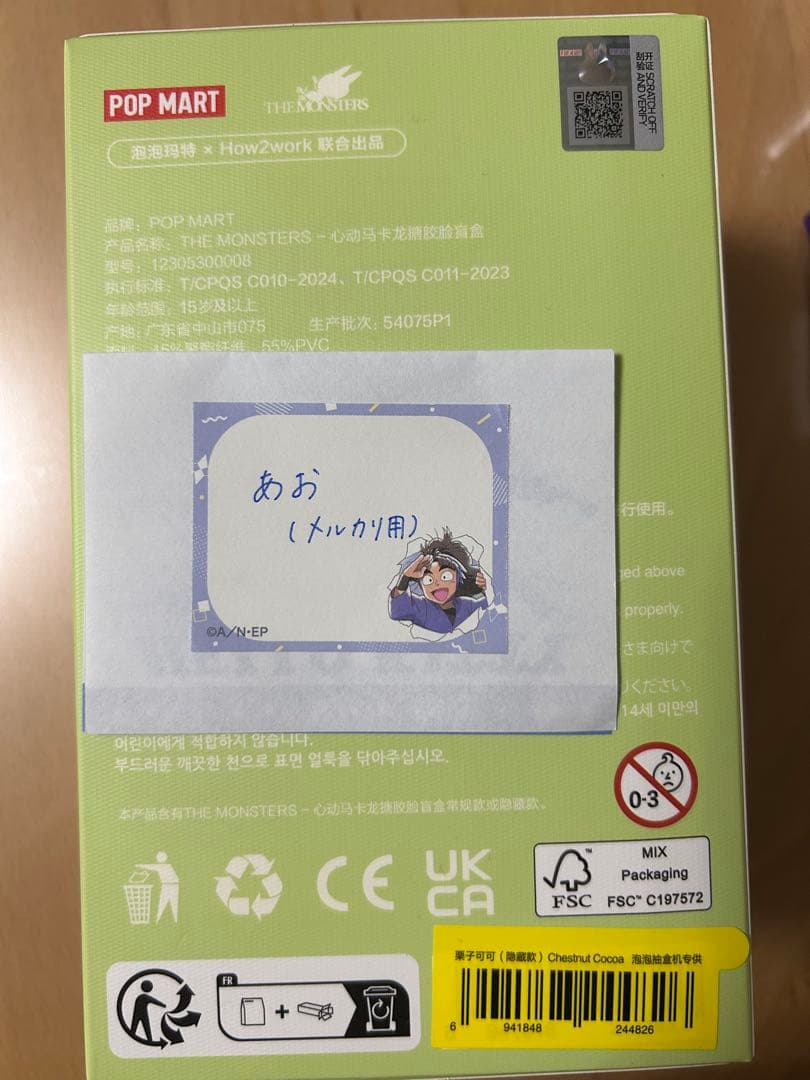 POP MART
THE MONSTERS
开证 SCRATCH OFF
刮验 AND VERIFY
泡泡玛特 × How2work 联合出品
品牌：POP MART
产品名称：THE MONSTERS – 心动马卡龙搪胶脸盲盒
型号：12305300008
执行标准：T/CPQS C010-2024、T/CPQS C011-2023
年龄范围：15岁及以上
产地：广东省中山市075 生产批次：54075P1
45%聚酯纤维、55%PVC
あお
(メルカリ用)
©A/N・EP
行使用。
ged above
properly.
さま向けで
ください。
14세 미만의
어린이에게 적합하지 않습니다.
부드러운 깨끗한 천으로 표면 얼룩을 닦아주십시오.
本产品含有THE MONSTERS – 心动马卡龙搪胶脸盲盒常规款或隐藏款。
0-3
CE
UK
CA
FSC™
MIX
Packaging
FSC™ C197572
FR
栗子可可（隐藏款）Chestnut Cocoa 泡泡抽盒机专供
6 941848 244826